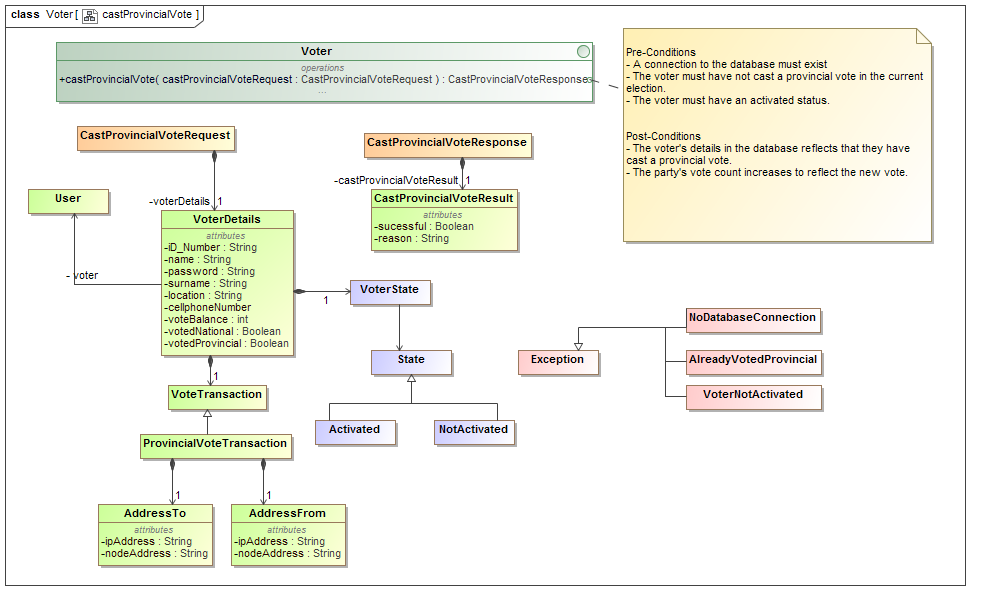 class Voter [ castProvincialVote ]
Voter
operations
+castProvincialVote( castProvincialVoteRequest : CastProvincialVoteRequest ) : CastProvincialVoteResponse
...
Pre-Conditions
- A connection to the database must exist
- The voter must have not cast a provincial vote in the current
election.
- The voter must have an activated status.
Post-Conditions
- The voter's details in the database reflects that they have
cast a provincial vote.
- The party's vote count increases to reflect the new vote.
CastProvincialVoteRequest
CastProvincialVoteResponse
-castProvincialVoteResult 1
-voterDetails 1
CastProvincialVoteResult
attributes
-sucessful : Boolean
-reason : String
User
- voter
VoterDetails
attributes
-iD_Number : String
-name : String
-password : String
-surname : String
-location : String
-cellphoneNumber
-voteBalance : int
-votedNational : Boolean
-votedProvincial : Boolean
1
VoterState
State
Activated
NotActivated
Exception
NoDatabaseConnection
AlreadyVotedProvincial
VoterNotActivated
1
VoteTransaction
ProvincialVoteTransaction
1
1
AddressTo
attributes
-ipAddress : String
-nodeAddress : String
AddressFrom
attributes
-ipAddress : String
-nodeAddress : String